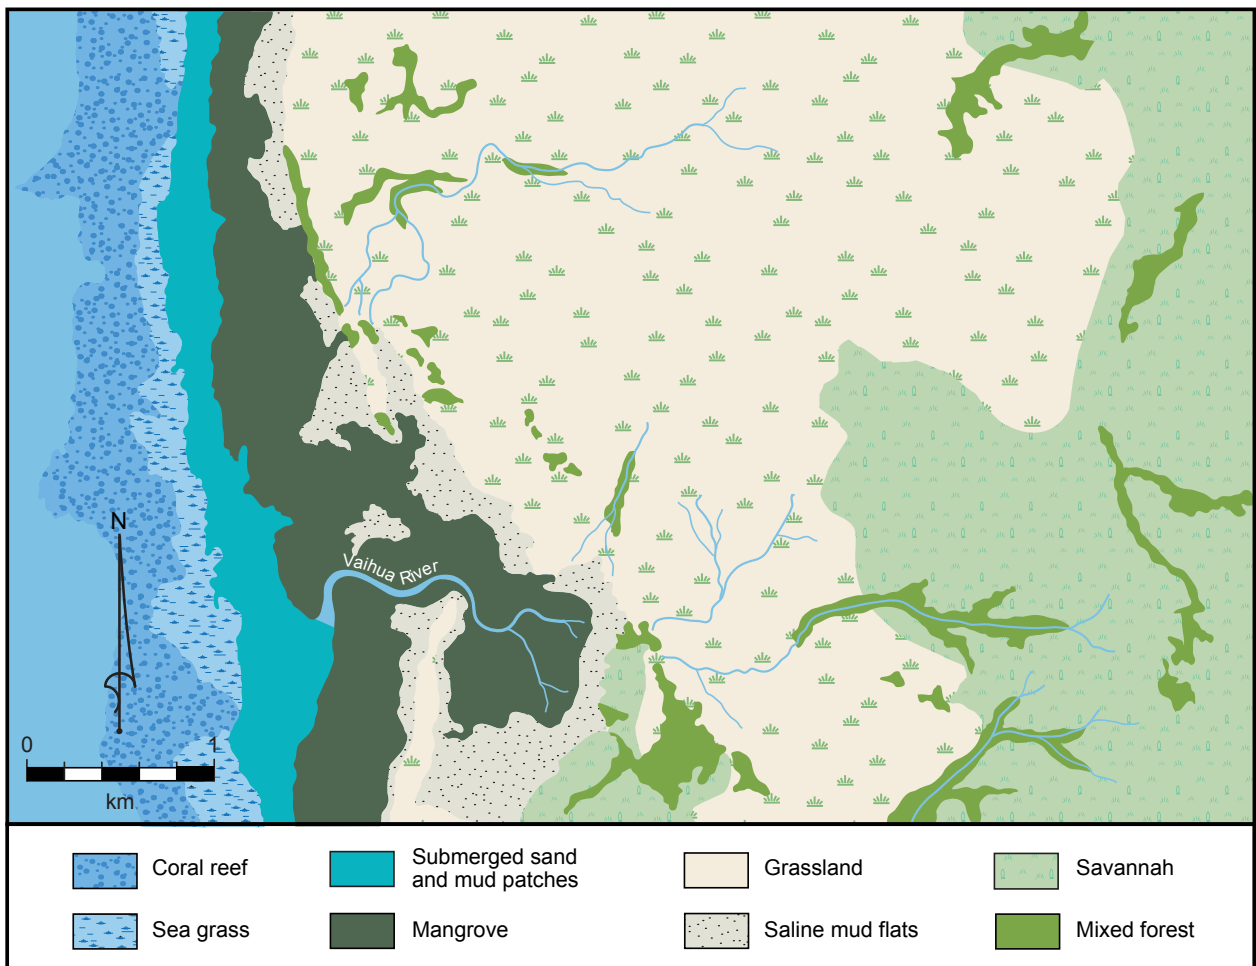 Vaihua River
N
0 1
km
Coral reef
Submerged sand
and mud patches
Grassland
Savannah
Sea grass
Mangrove
Saline mud flats
Mixed forest